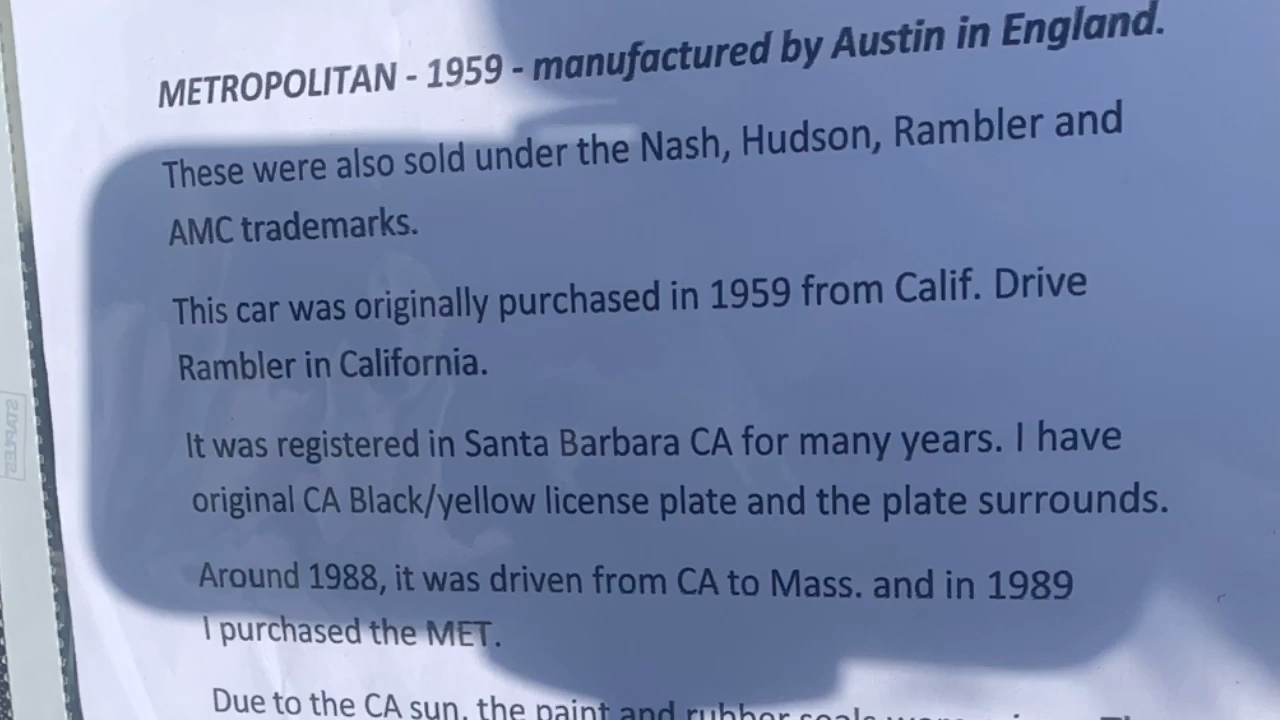 METROPOLITAN - 1959 - manufactured by Austin in England.
These were also sold under the Nash, Hudson, Rambler and
AMC trademarks.
This car was originally purchased in 1959 from Calif. Drive
Rambler in California.
It was registered in Santa Barbara CA for many years. I have
original CA Black/yellow license plate and the plate surrounds.
Around 1988, it was driven from CA to Mass. and in 1989
I purchased the MET.
Due to the CA sun, the paint and rubber seals were
STAPLES